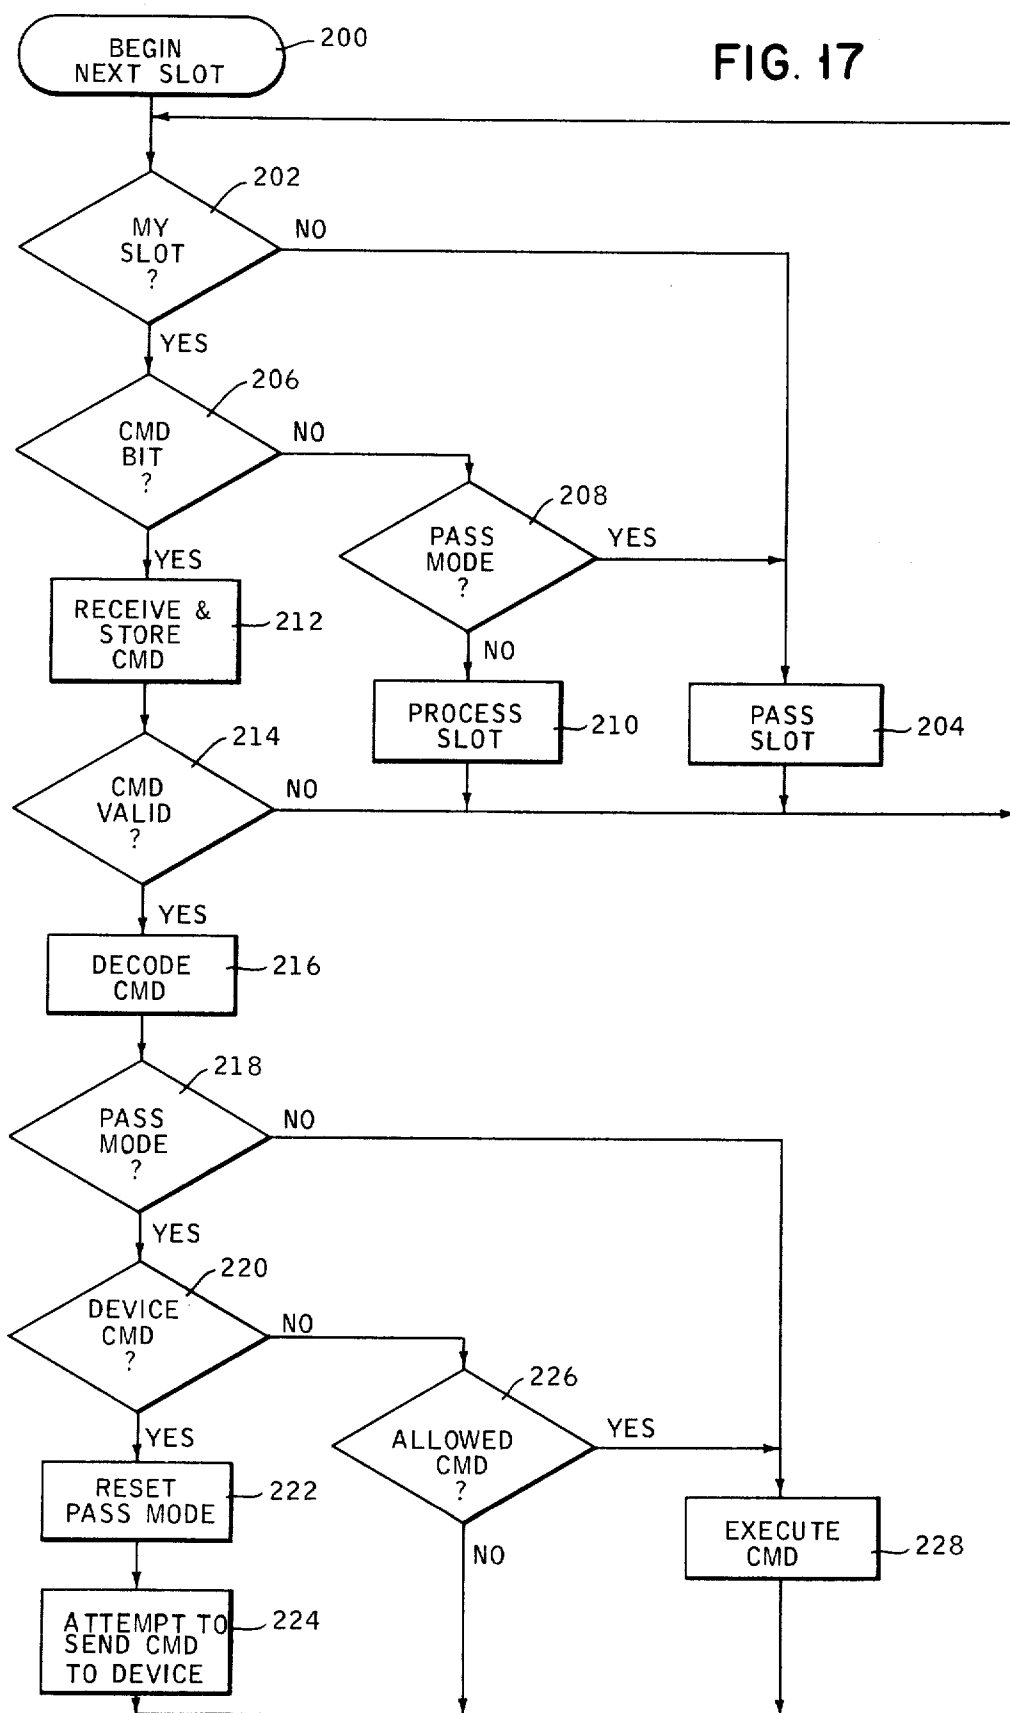 BEGIN
NEXT SLOT
200
FIG. 17
202
MY
SLOT
?
NO
YES
206
CMD
BIT
?
NO
YES
208
PASS
MODE
?
YES
NO
RECEIVE &
STORE
CMD
212
PROCESS
SLOT
210
PASS
SLOT
204
214
CMD
VALID
?
NO
YES
DECODE
CMD
216
218
PASS
MODE
?
NO
YES
220
DEVICE
CMD
?
NO
YES
226
ALLOWED
CMD
?
YES
NO
RESET
PASS MODE
222
EXECUTE
CMD
228
ATTEMPT TO
SEND CMD
TO DEVICE
224